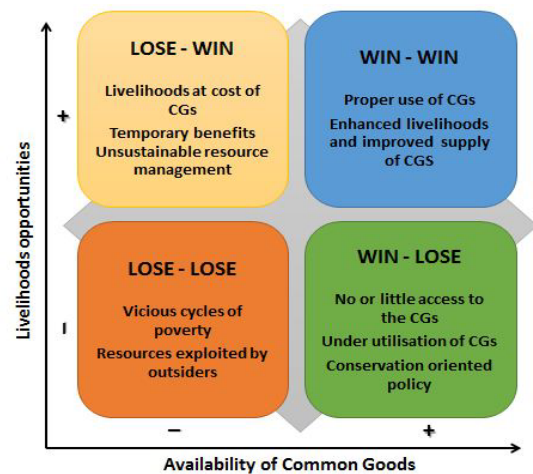 Livelihoods opportunities
+
–
LOSE - WIN
Livelihoods at cost of
CGs
Temporary benefits
Unsustainable resource
management
WIN - WIN
Proper use of CGs
Enhanced livelihoods
and improved supply
of CGS
LOSE - LOSE
Vicious cycles of
poverty
Resources exploited by
outsiders
WIN - LOSE
No or little access to
the CGs
Under utilisation of CGs
Conservation oriented
policy
–
+
Availability of Common Goods